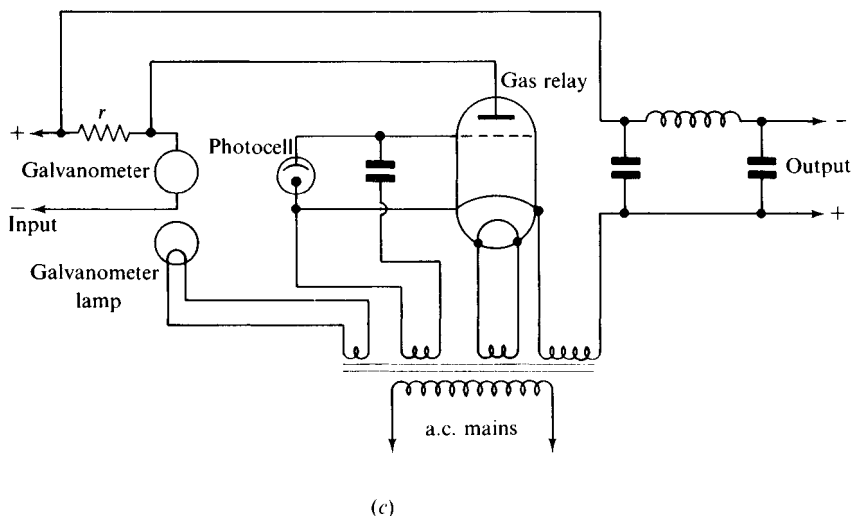 Gas relay
r
+
-
Photocell
Galvanometer
Output
-
Input
+
Galvanometer
lamp
a.c. mains
(c)